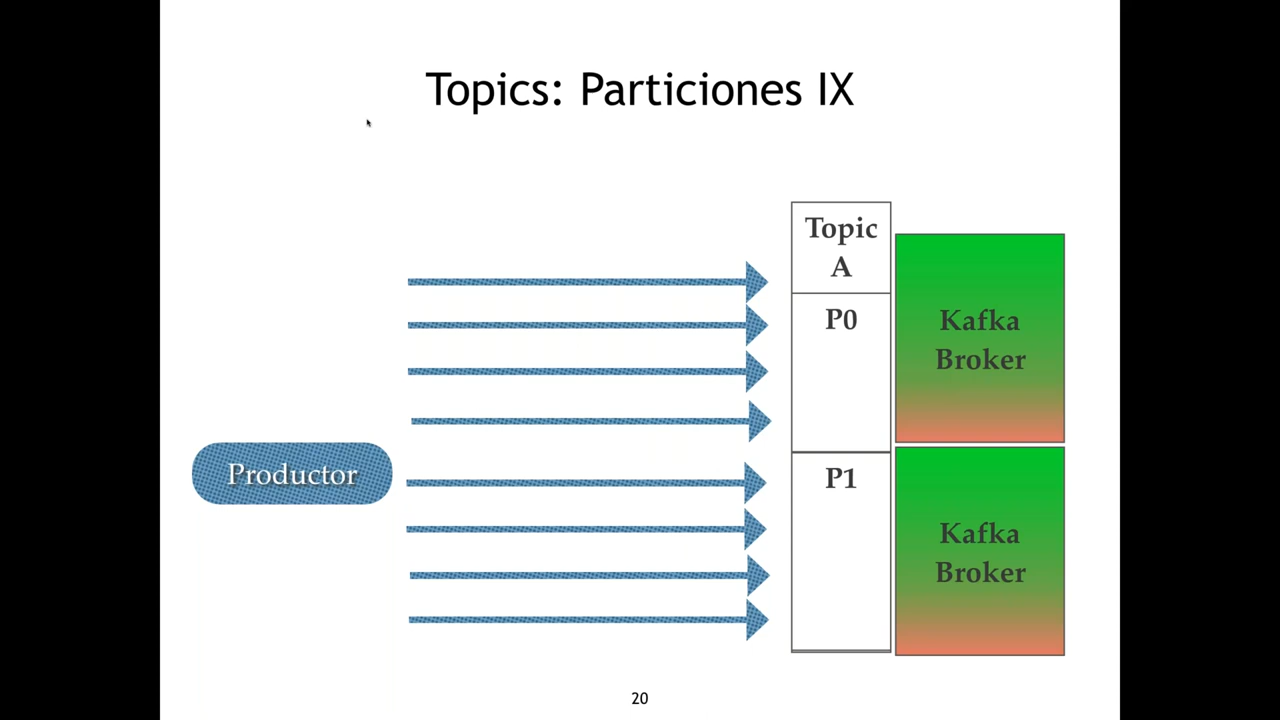 Topics: Particiones IX
Topic
A
P0
Kafka
Broker
Productor
P1
Kafka
Broker
20